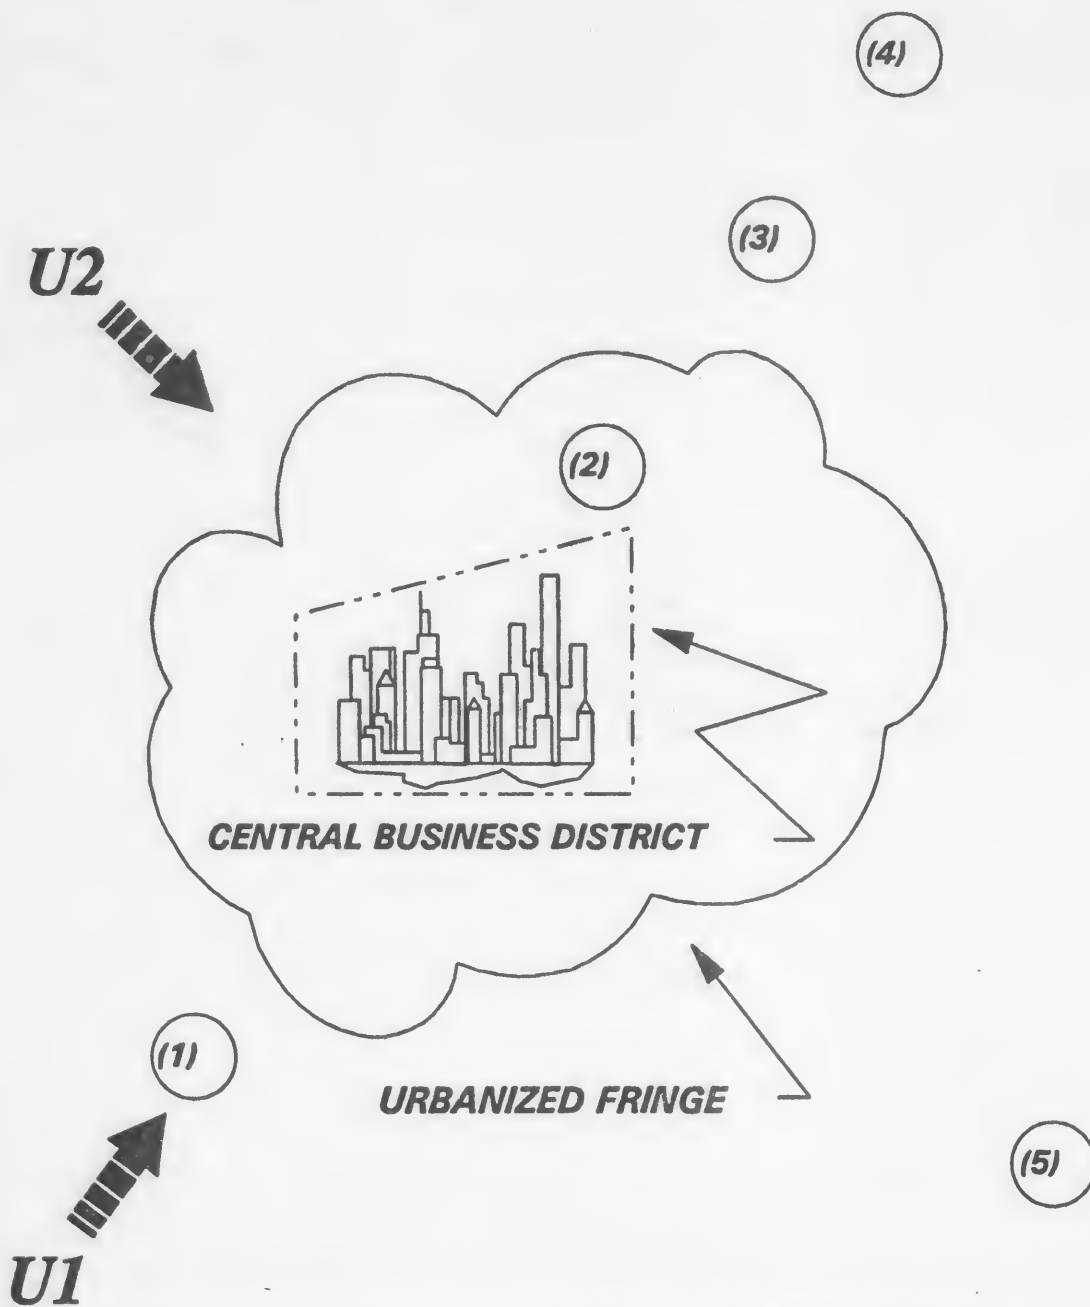 (4)
(3)
U2
(2)
CENTRAL BUSINESS DISTRICT
(1)
URBANIZED FRINGE
(5)
U1